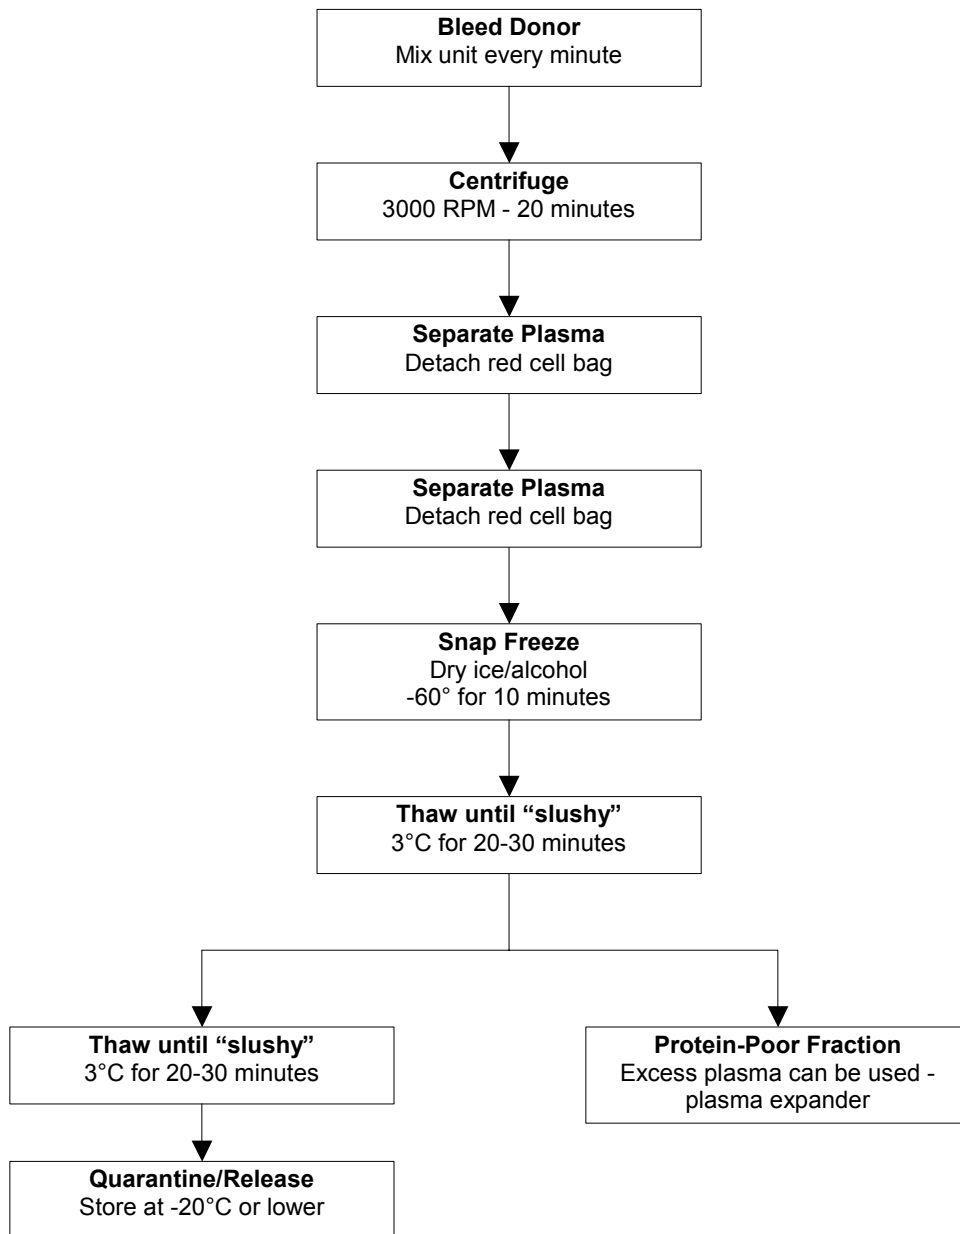 Bleed Donor
Mix unit every minute
Centrifuge
3000 RPM - 20 minutes
Separate Plasma
Detach red cell bag
Separate Plasma
Detach red cell bag
Snap Freeze
Dry ice/alcohol
-60° for 10 minutes
Thaw until “slushy”
3°C for 20-30 minutes
Thaw until “slushy”
3°C for 20-30 minutes
Protein-Poor Fraction
Excess plasma can be used -
plasma expander
Quarantine/Release
Store at -20°C or lower